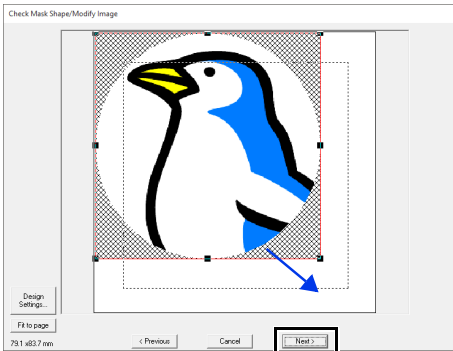 Check Mask Shape/Modify Image
Design
Settings...
Fit to page
79.1 x83.7 mm
< Previous
Cancel
Next >